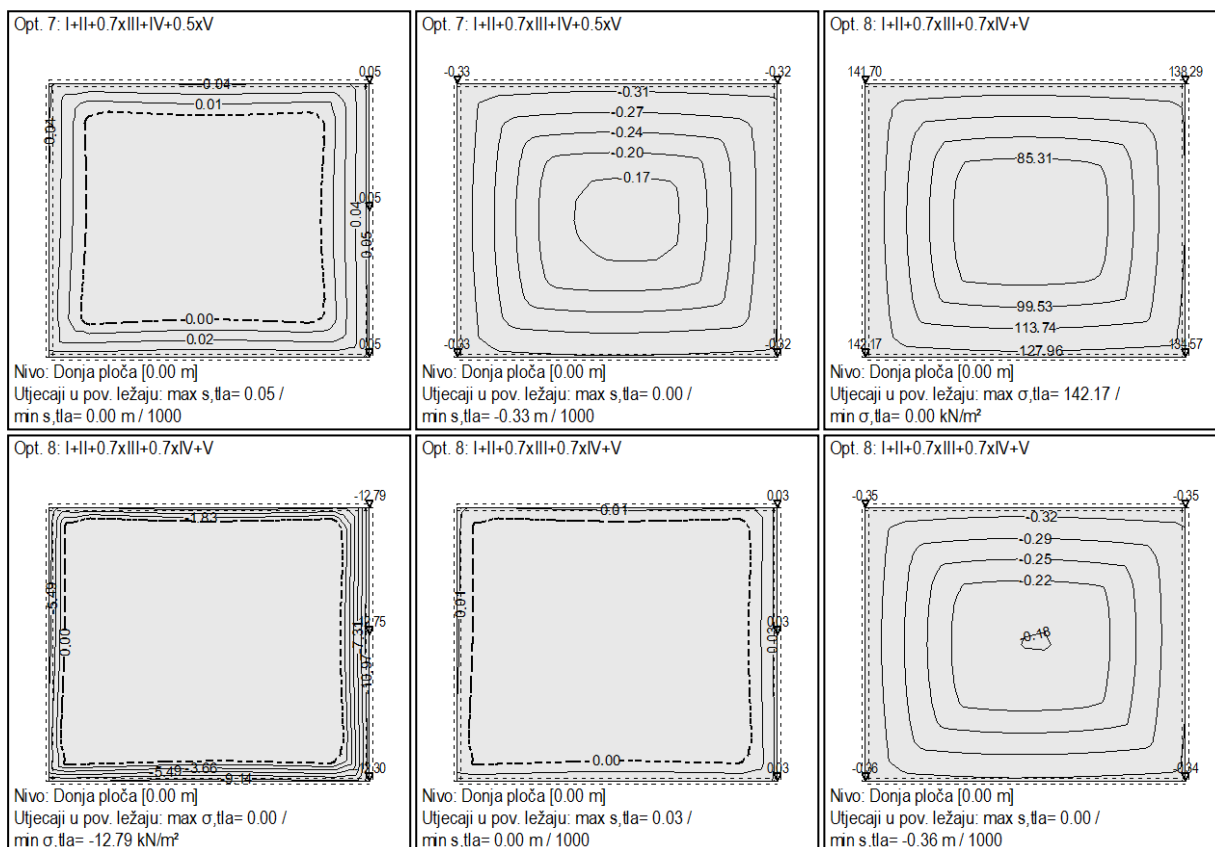 Opt. 7: I+II+0.7xIII+IV+0.5xV
0.05
-0.04
0.01
0.04
0.05
0.04
0.05
-0.00
0.02
0.05
Nivo: Donja ploča [0.00 m]
Utjecaji u pov. ležaju: max s,tla= 0.05 /
min s,tla= 0.00 m / 1000
Opt. 7: I+II+0.7xIII+IV+0.5xV
-0.33
-0.32
-0.31
-0.27
-0.24
-0.20
0.17
-0.33
-0.32
Nivo: Donja ploča [0.00 m]
Utjecaji u pov. ležaju: max s,tla= 0.00 /
min s,tla= -0.33 m / 1000
Opt. 8: I+II+0.7xIII+0.7xIV+V
141.70
138.29
85.31
99.53
113.74
142.17
127.96
Nivo: Donja ploča [0.00 m]
Utjecaji u pov. ležaju: max σ,tla= 142.17 /
min σ,tla= 0.00 kN/m²
Opt. 8: I+II+0.7xIII+0.7xIV+V
-12.79
-1.83
5.49
0.00
-7.31
-10.97
-5.49
-3.66
-9.14
Nivo: Donja ploča [0.00 m]
Utjecaji u pov. ležaju: max σ,tla= 0.00 /
min σ,tla= -12.79 kN/m²
Opt. 8: I+II+0.7xIII+0.7xIV+V
0.03
0.01
0.01
0.03
0.03
0.00
0.03
Nivo: Donja ploča [0.00 m]
Utjecaji u pov. ležaju: max s,tla= 0.03 /
min s,tla= 0.00 m / 1000
Opt. 8: I+II+0.7xIII+0.7xIV+V
-0.35
-0.35
-0.32
-0.29
-0.25
-0.22
-0.18
-0.36
-0.34
Nivo: Donja ploča [0.00 m]
Utjecaji u pov. ležaju: max s,tla= 0.00 /
min s,tla= -0.36 m / 1000